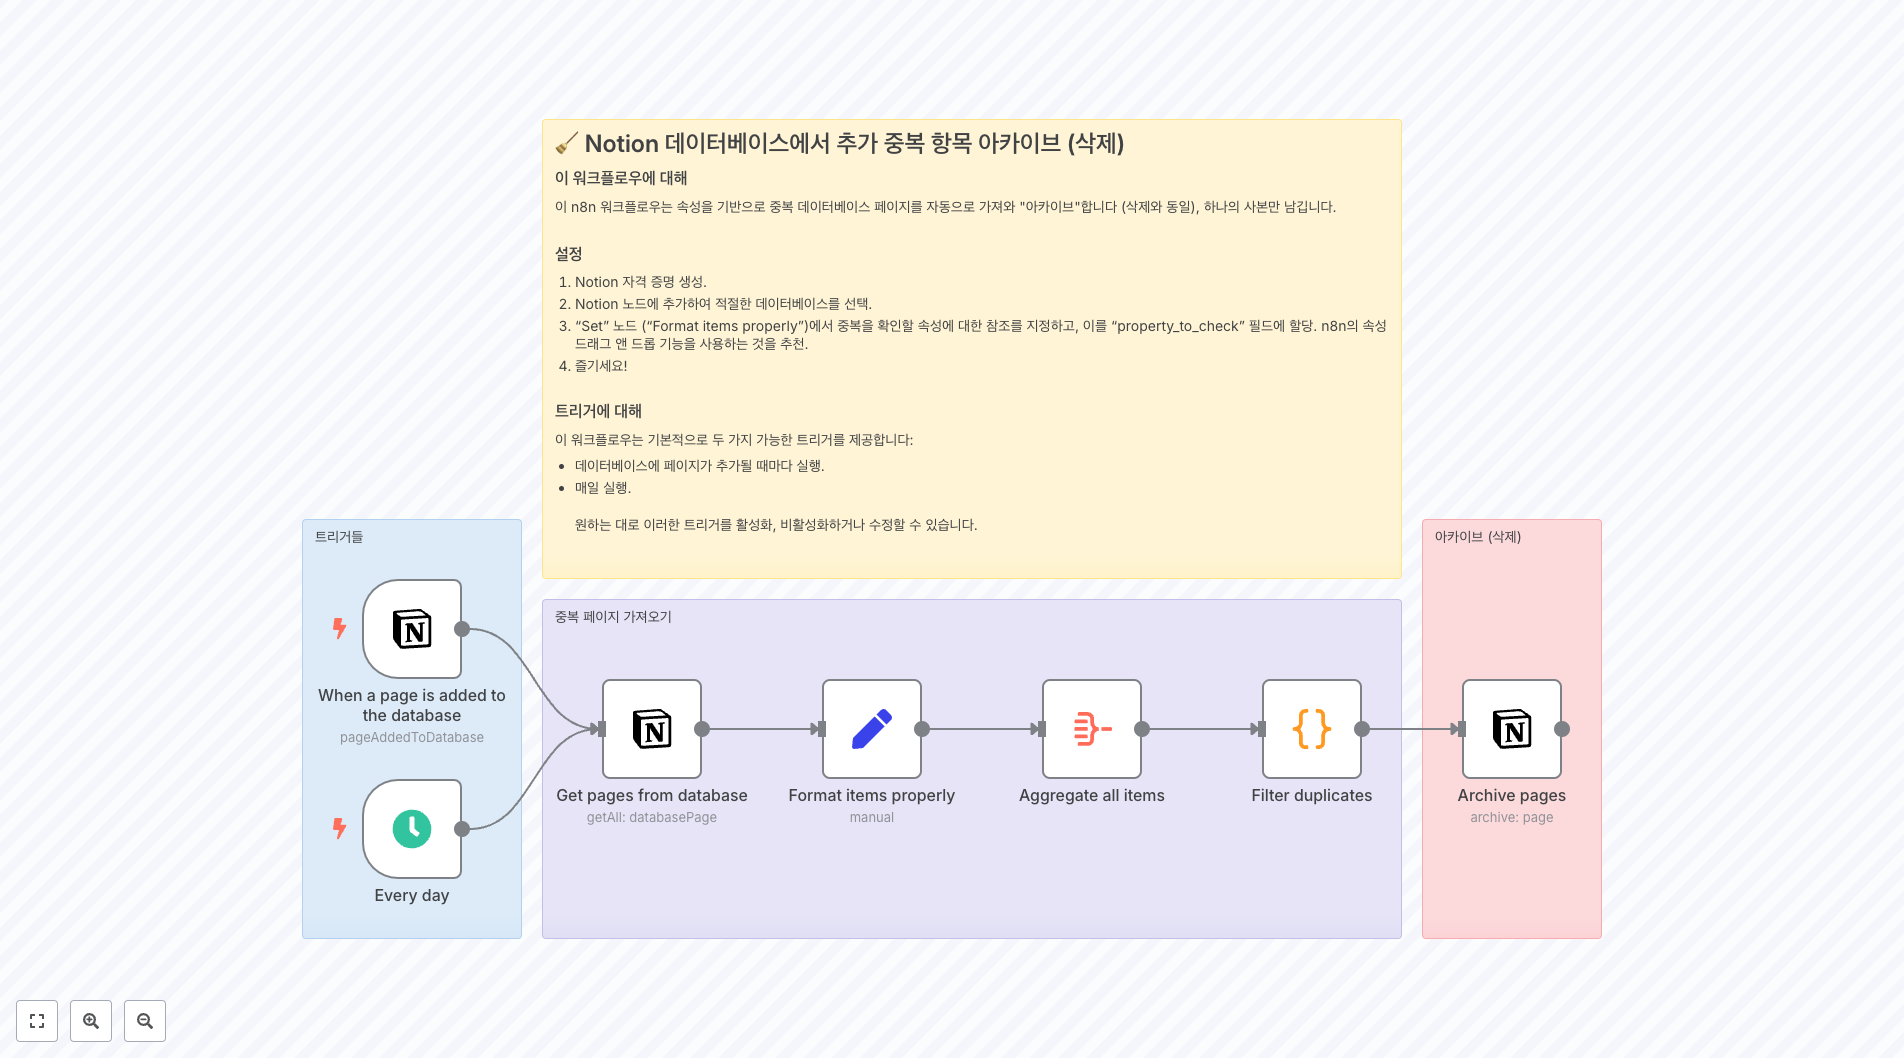 🧹 Notion 데이터베이스에서 추가 중복 항목 아카이브 (삭제)
이 워크플로우에 대해
이 n8n 워크플로우는 속성을 기반으로 중복 데이터베이스 페이지를 자동으로 가져와 "아카이브"합니다 (삭제와 동일), 하나의 사본만 남깁니다.
설정
1. Notion 자격 증명 생성.
2. Notion 노드에 추가하여 적절한 데이터베이스를 선택.
3. “Set” 노드 (“Format items properly”)에서 중복을 확인할 속성에 대한 참조를 지정하고, 이를 “property_to_check” 필드에 할당. n8n의 속성
드래그 앤 드롭 기능을 사용하는 것을 추천.
4. 즐기세요!
트리거에 대해
이 워크플로우는 기본적으로 두 가지 가능한 트리거를 제공합니다:
• 데이터베이스에 페이지가 추가될 때마다 실행.
• 매일 실행.
원하는 대로 이러한 트리거를 활성화, 비활성화하거나 수정할 수 있습니다.
트리거들
When a page is added to
the database
pageAddedToDatabase
Every day
중복 페이지 가져오기
Get pages from database
getAll: databasePage
Format items properly
manual
Aggregate all items
Filter duplicates
아카이브 (삭제)
Archive pages
archive: page